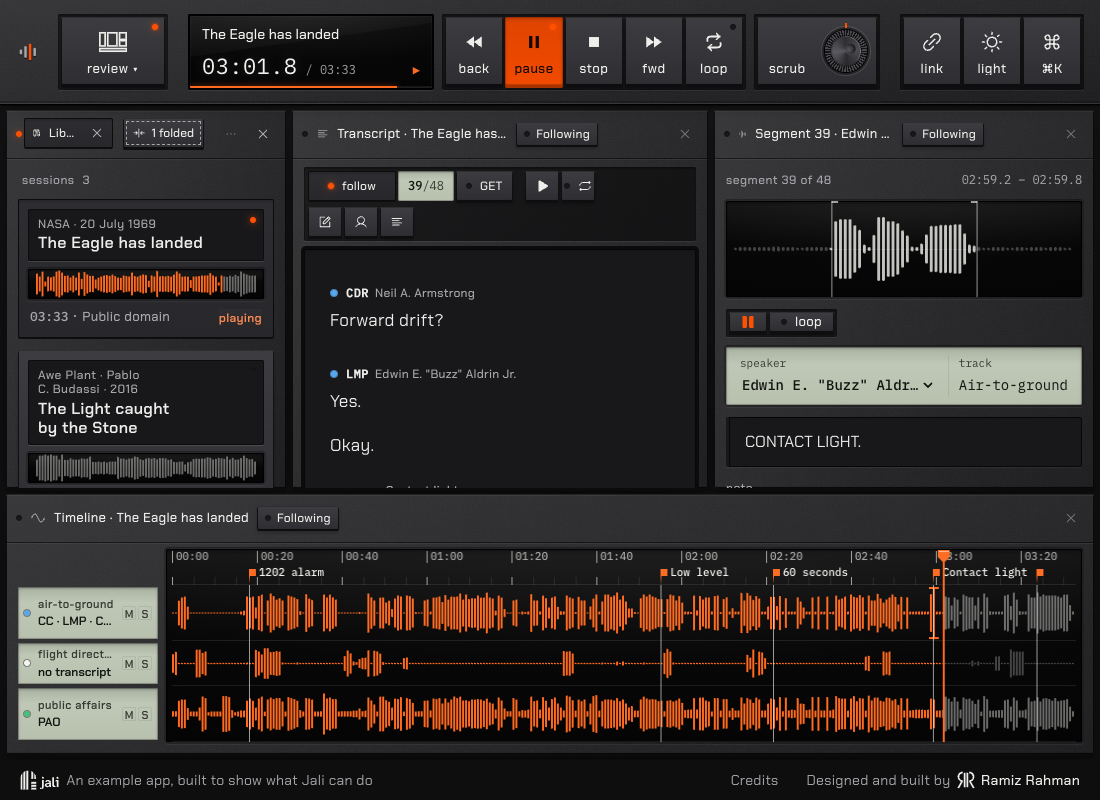 The Eagle has landed
03:01.8 / 03:33
review
back
pause
stop
fwd
loop
scrub
link
light
⌘K
Lib...
1 folded
sessions 3
NASA · 20 July 1969
The Eagle has landed
03:33 · Public domain
playing
Awe Plant · Pablo
C. Budassi · 2016
The Light caught
by the Stone
Transcript · The Eagle has...
Following
follow
39/48
GET
CDR Neil A. Armstrong
Forward drift?
LMP Edwin E. "Buzz" Aldrin Jr.
Yes.
Okay.
Segment 39 · Edwin ...
Following
segment 39 of 48
02:59.2 – 02:59.8
loop
speaker
Edwin E. "Buzz" Aldr...
track
Air-to-ground
CONTACT LIGHT.
Timeline · The Eagle has landed
Following
00:00 00:20 00:40 01:00 01:20 01:40 02:00 02:20 02:40 3:00 03:20
1202 alarm
Low level
60 seconds
Contact light
air-to-ground
CC · LMP · C...
M S
flight direct...
no transcript
M S
public affairs
PAO
M S
jali
An example app, built to show what Jali can do
Credits
Designed and built by
Ramiz Rahman